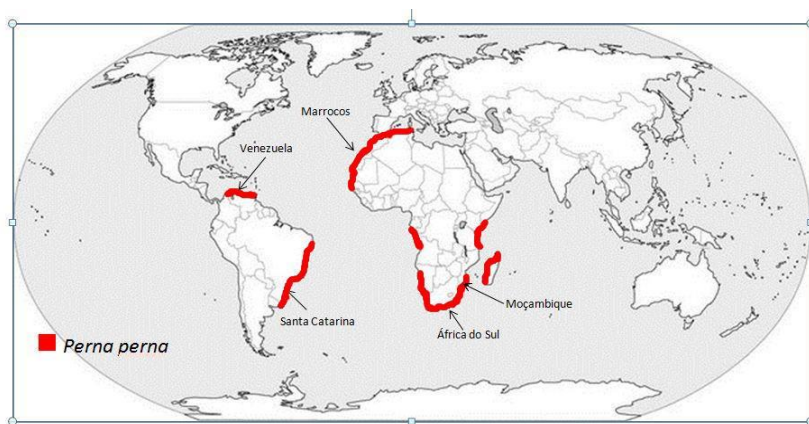 Marrocos
Venezuela
Moçambique
Santa Catarina
África do Sul
Perna perna